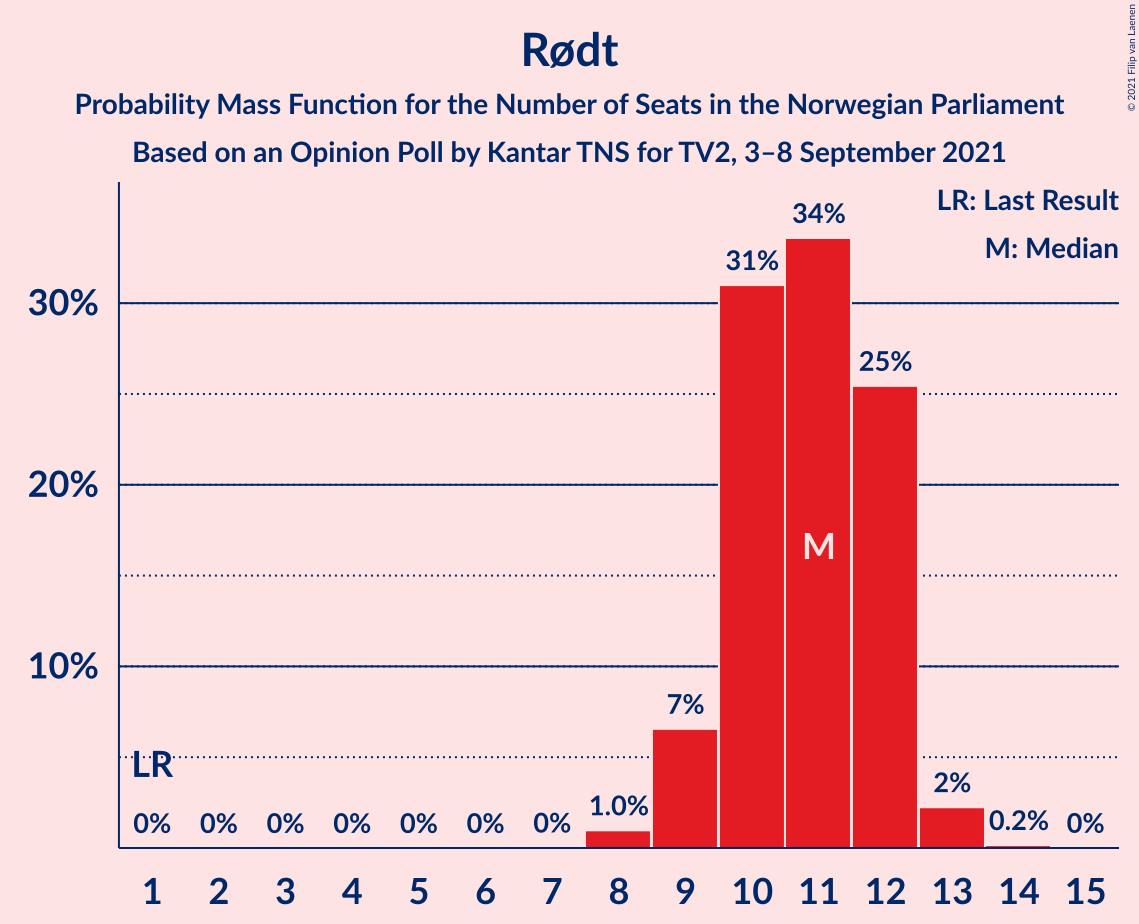 Rødt
Probability Mass Function for the Number of Seats in the Norwegian Parliament
Based on an Opinion Poll by Kantar TNS for TV2, 3–8 September 2021
© 2021 Filip van Laenen
LR: Last Result
M: Median
34%
31%
30%
25%
20%
M
10%
7%
LR
2%
1.0%
0% 0% 0% 0% 0% 0% 0% 0.2% 0%
1 2 3 4 5 6 7 8 9 10 11 12 13 14 15